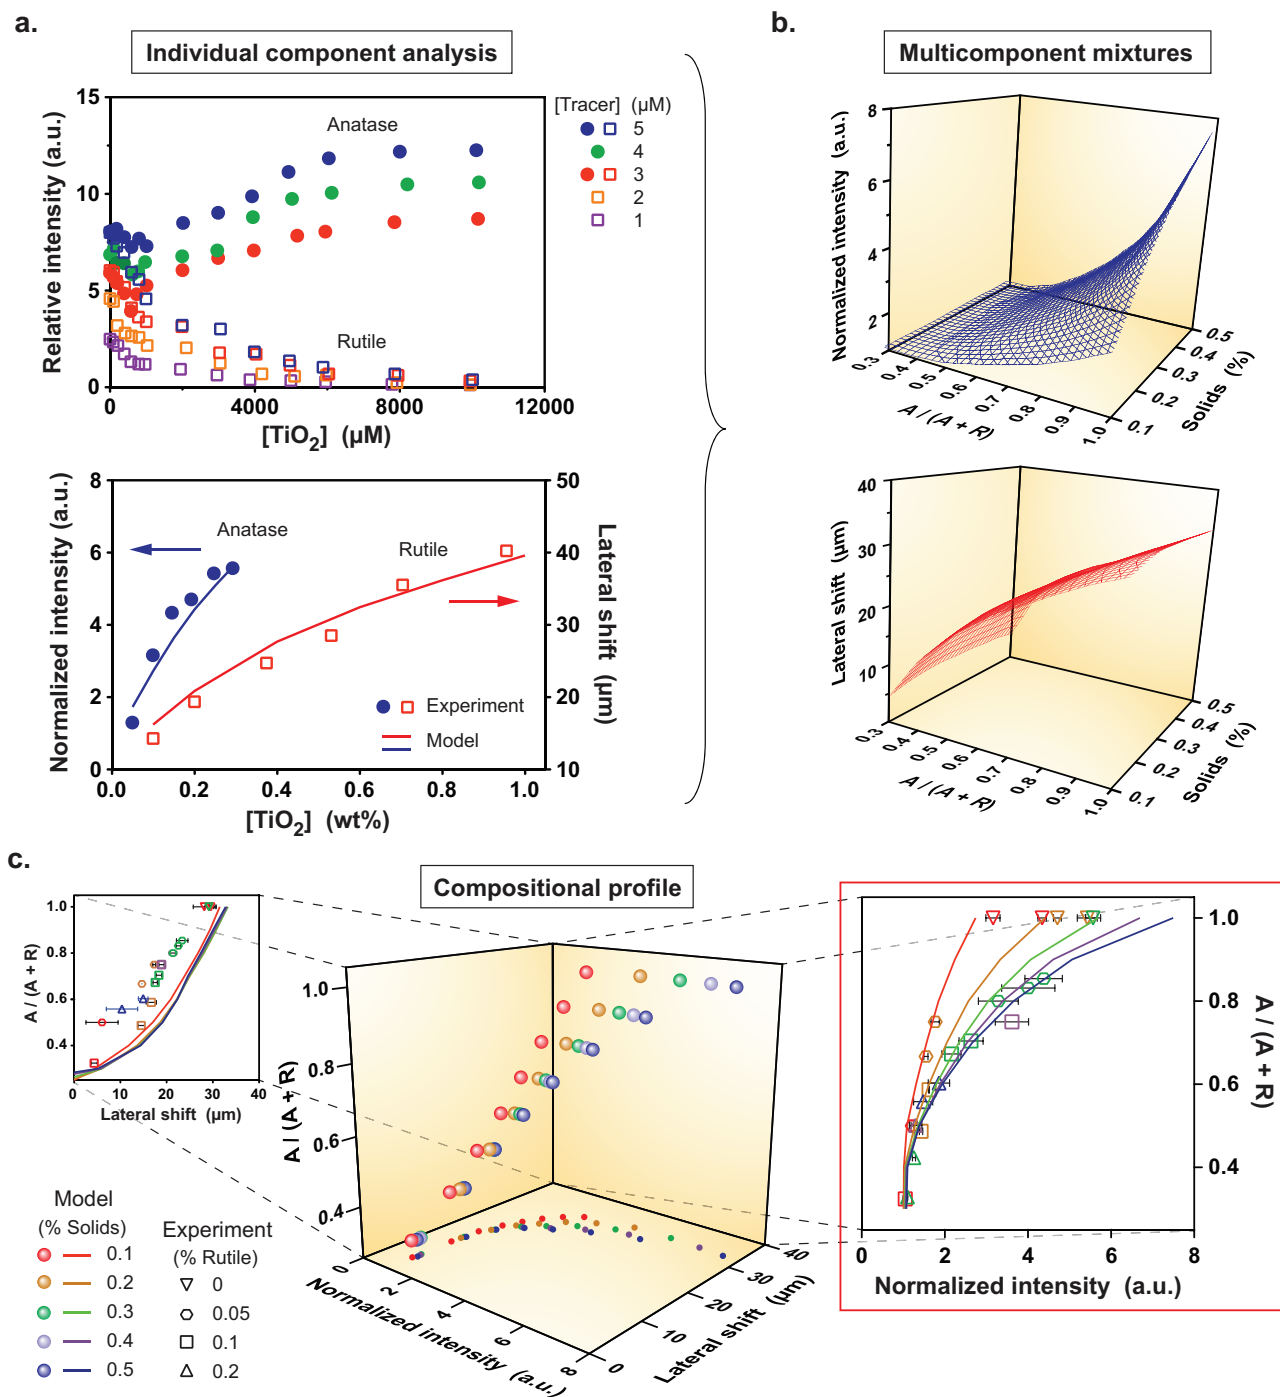 a.
Individual component analysis
15
10
5
0
Relative intensity (a.u.)
Anatase
Rutile
0
4000
8000
12000
[TiO2] (µM)
[Tracer] (µM)
5
4
3
2
1
8
6
4
2
0
Normalized intensity (a.u.)
Anatase
Rutile
50
40
30
20
10
Lateral shift (µm)
Experiment
Model
0.0
0.2
0.4
0.6
0.8
1.0
[TiO2] (wt%)
b.
Multicomponent mixtures
Normalized intensity (a.u.)
8
6
4
2
0.3
0.4
0.5
0.6
0.7
0.8
0.9
1.0
A / (A + R)
0.5
0.4
0.3
0.2
0.1
Solids (%)
Lateral shift (µm)
40
30
20
10
0.3
0.4
0.5
0.6
0.7
0.8
0.9
1.0
A / (A + R)
0.5
0.4
0.3
0.2
0.1
Solids (%)
c.
Compositional profile
1.0
0.8
0.6
0.4
A / (A + R)
0
10
20
30
40
Lateral shift (µm)
1.0
0.8
0.6
0.4
A / (A + R)
0
2
4
6
8
Normalized intensity (a.u.)
0
10
20
30
40
Lateral shift (µm)
1.0
0.8
0.6
0.4
A / (A + R)
0
2
4
6
8
Normalized intensity (a.u.)
Model
(% Solids)
0.1
0.2
0.3
0.4
0.5
Experiment
(% Rutile)
0
0.05
0.1
0.2